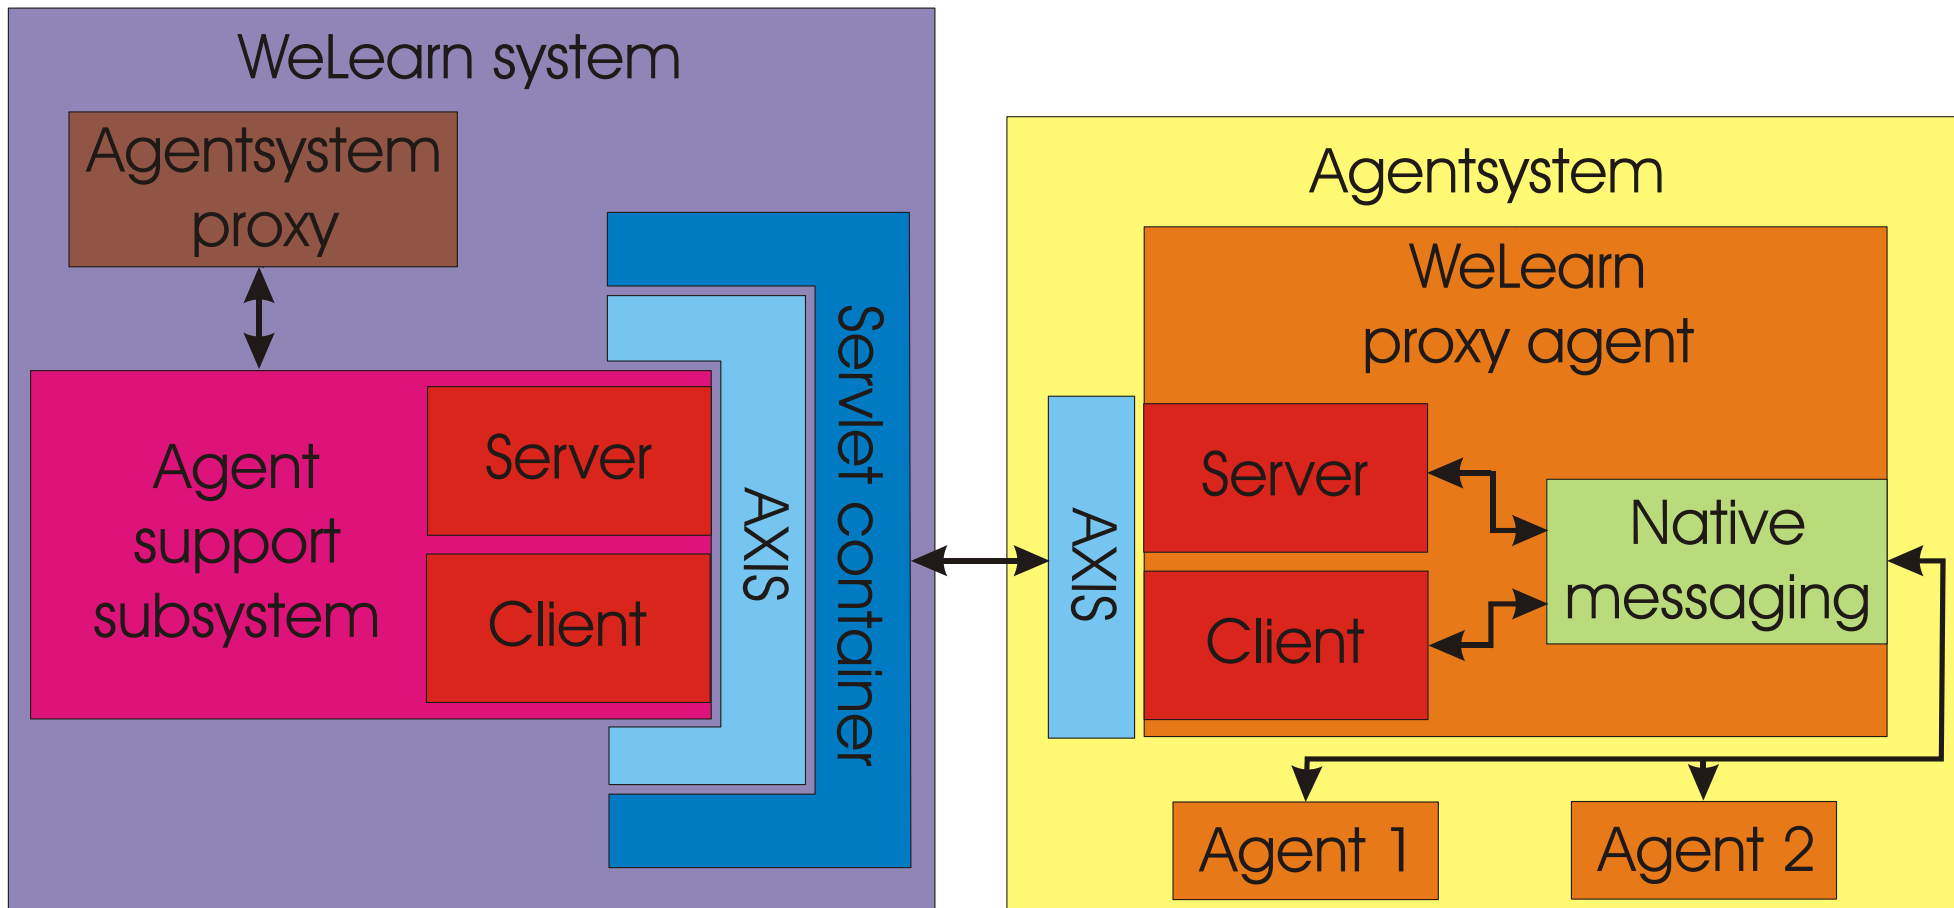 WeLearn system
Agentsystem
proxy
Agent
support
subsystem
Server
Client
AXIS
Servlet container
Agentsystem
WeLearn
proxy agent
AXIS
Server
Client
Native
messaging
Agent 1
Agent 2